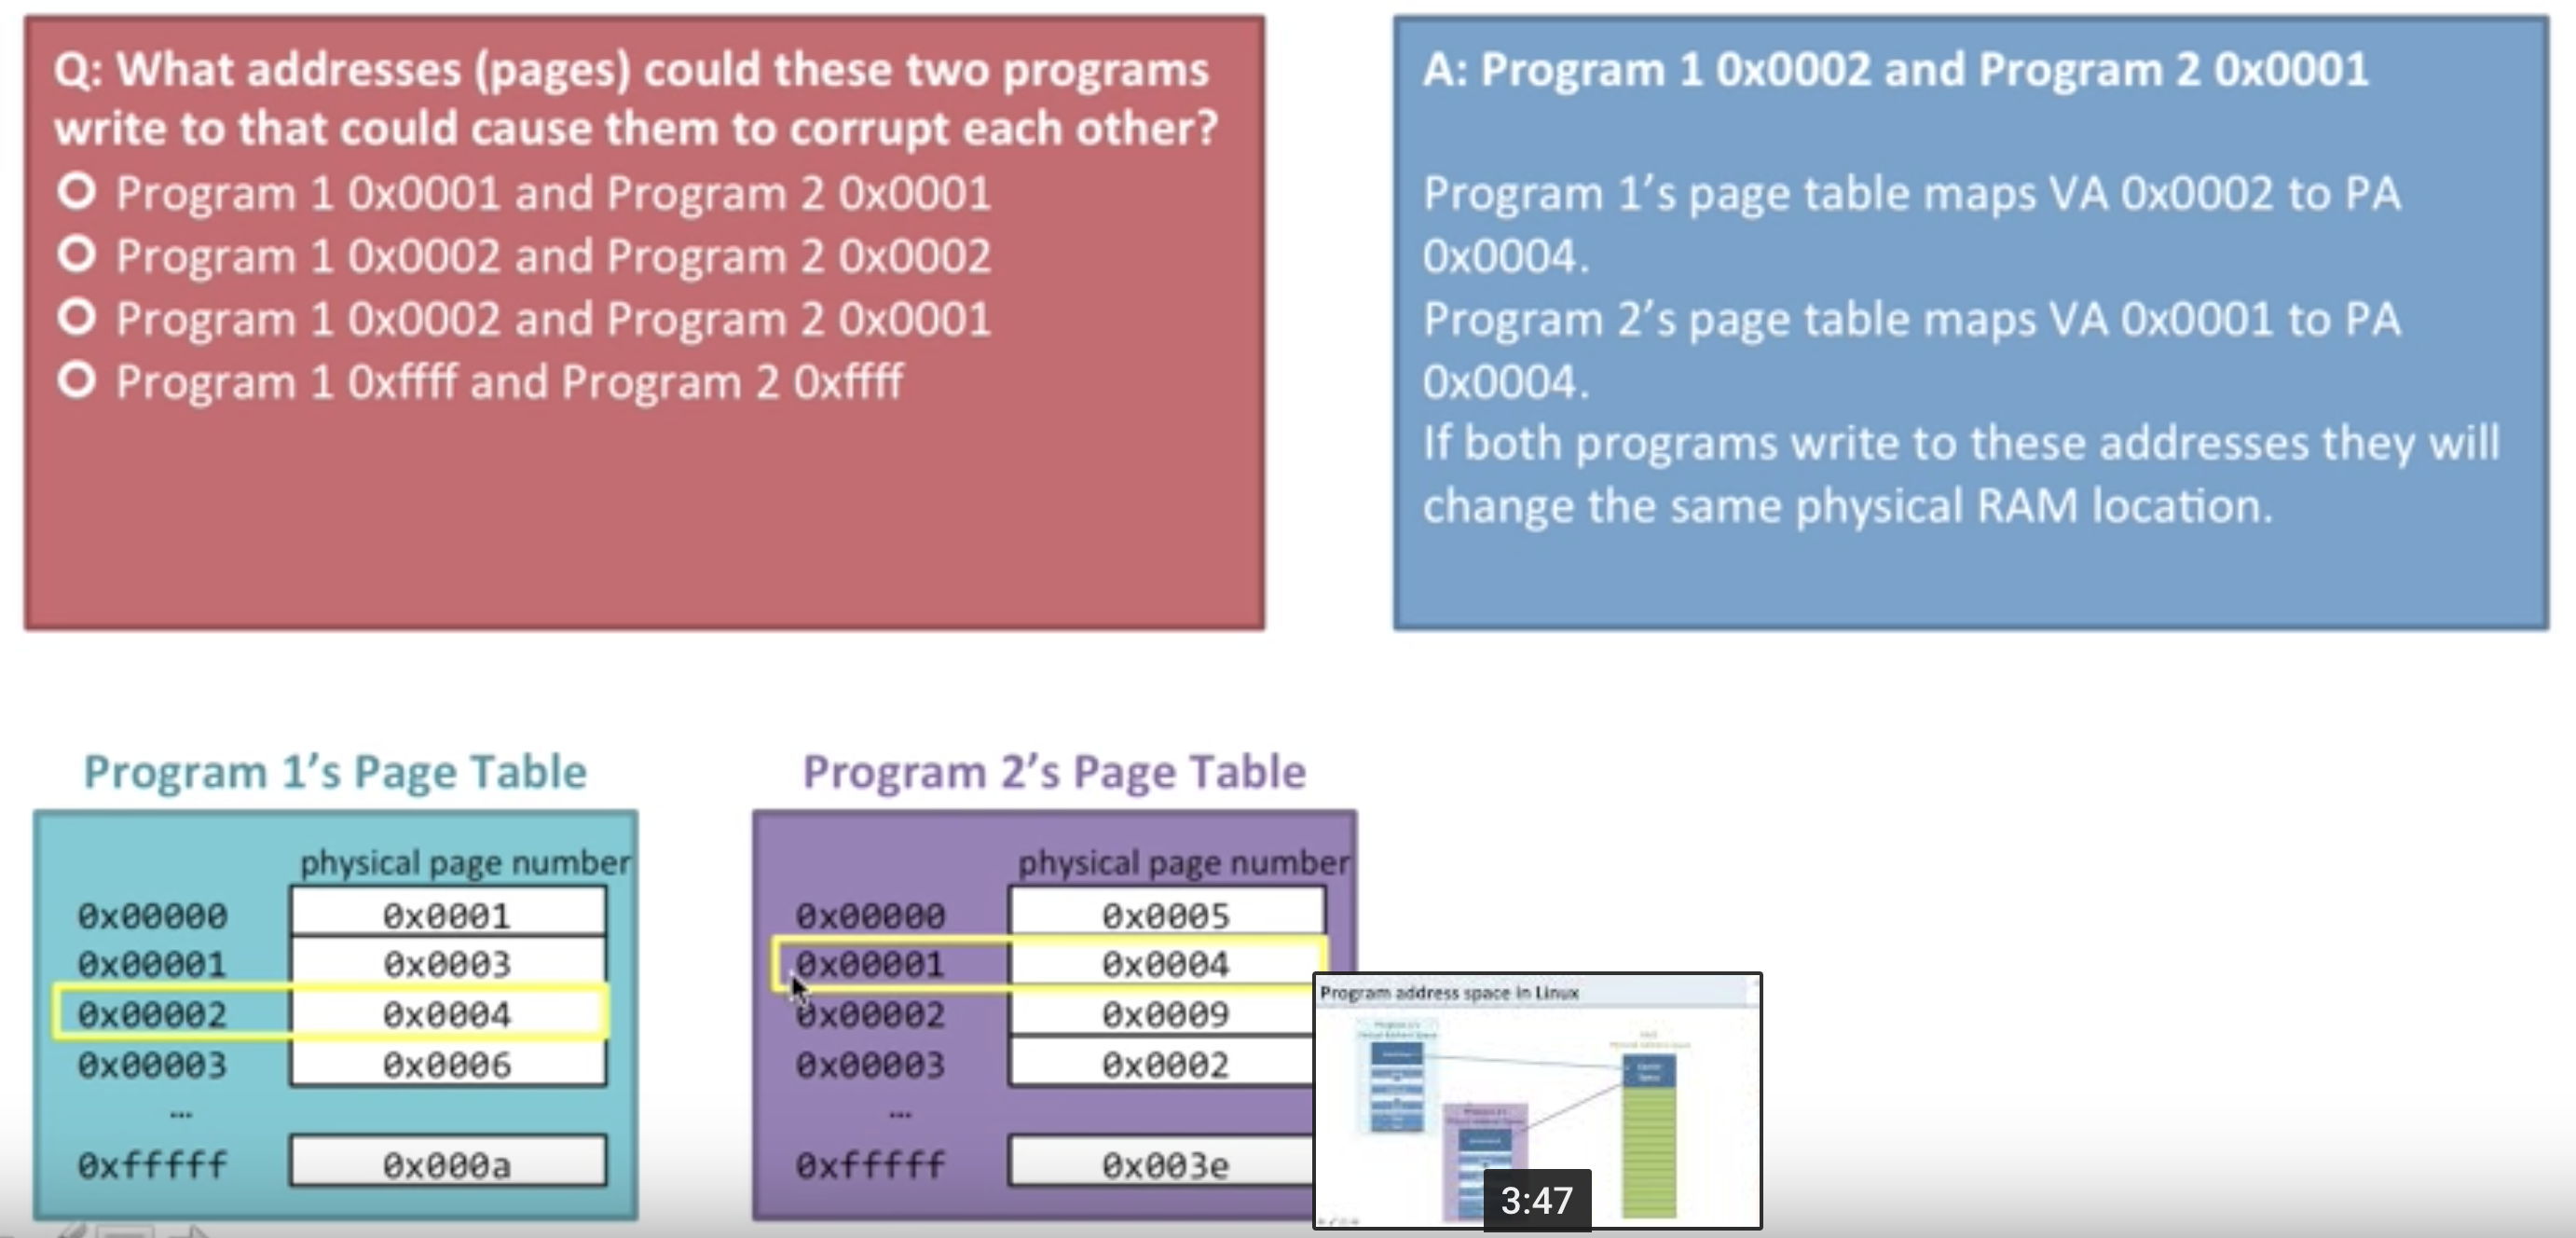 Q: What addresses (pages) could these two programs
write to that could cause them to corrupt each other?
Program 1 0x0001 and Program 2 0x0001
Program 1 0x0002 and Program 2 0x0002
Program 1 0x0002 and Program 2 0x0001
Program 1 0xffff and Program 2 0xffff
A: Program 1 0x0002 and Program 2 0x0001
Program 1’s page table maps VA 0x0002 to PA
0x0004.
Program 2’s page table maps VA 0x0001 to PA
0x0004.
If both programs write to these addresses they will
change the same physical RAM location.
Program 1’s Page Table
physical page number
0x00000 0x0001
0x00001 0x0003
0x00002 0x0004
0x00003 0x0006
...
0xfffff 0x000a
Program 2’s Page Table
physical page number
0x00000 0x0005
0x00001 0x0004
0x00002 0x0009
0x00003 0x0002
...
0xfffff 0x003e
Program address space in Linux
3:47